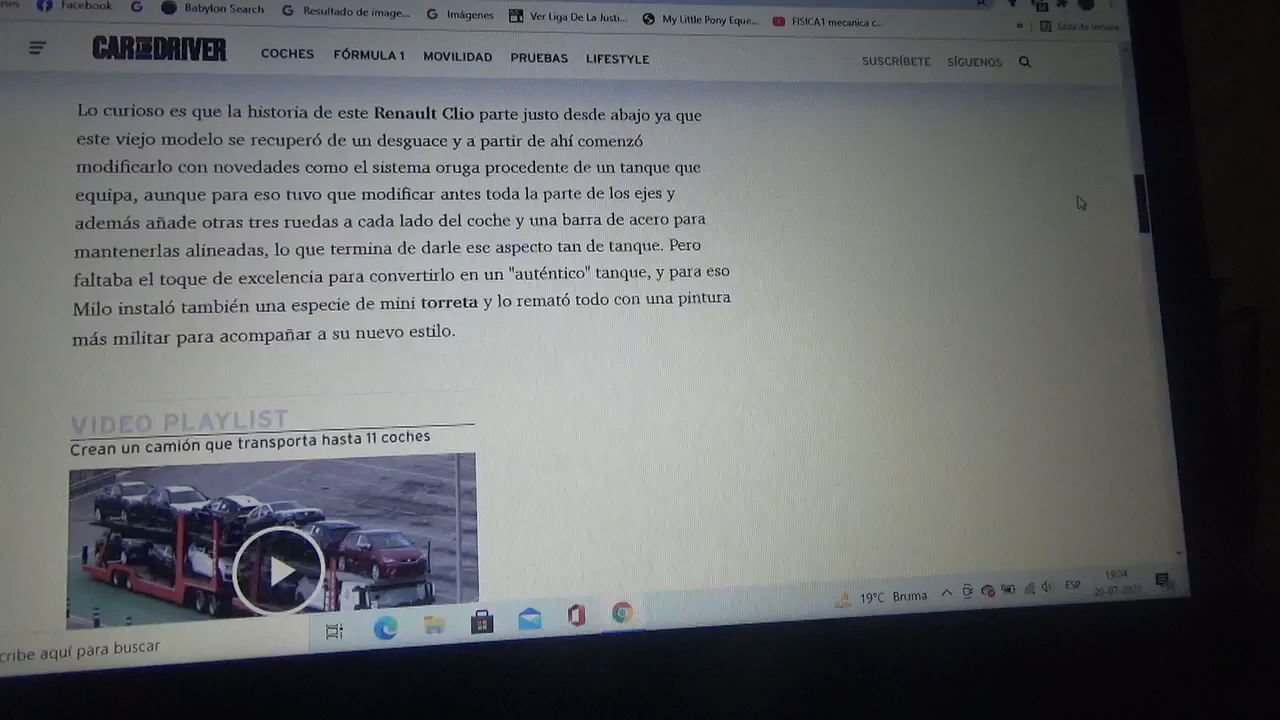 Facebook
Babylon Search
Resultado de image...
Imágenes
Ver Liga De La Justi...
My Little Pony Eque...
FISICA1 mecanica c...
»
Lista de lectura
CAR AND DRIVER
COCHES FÓRMULA 1 MOVILIDAD PRUEBAS LIFESTYLE
SUSCRÍBETE SÍGUENOS
Lo curioso es que la historia de este Renault Clio parte justo desde abajo ya que
este viejo modelo se recuperó de un desguace y a partir de ahí comenzó
modificarlo con novedades como el sistema oruga procedente de un tanque que
equipa, aunque para eso tuvo que modificar antes toda la parte de los ejes y
además añade otras tres ruedas a cada lado del coche y una barra de acero para
mantenerlas alineadas, lo que termina de darle ese aspecto tan de tanque. Pero
faltaba el toque de excelencia para convertirlo en un "auténtico" tanque, y para eso
Milo instaló también una especie de mini torreta y lo remató todo con una pintura
más militar para acompañar a su nuevo estilo.
VIDEO PLAYLIST
Crean un camión que transporta hasta 11 coches
cribe aquí para buscar
19°C Bruma
ESP
19:34
20-07-2021